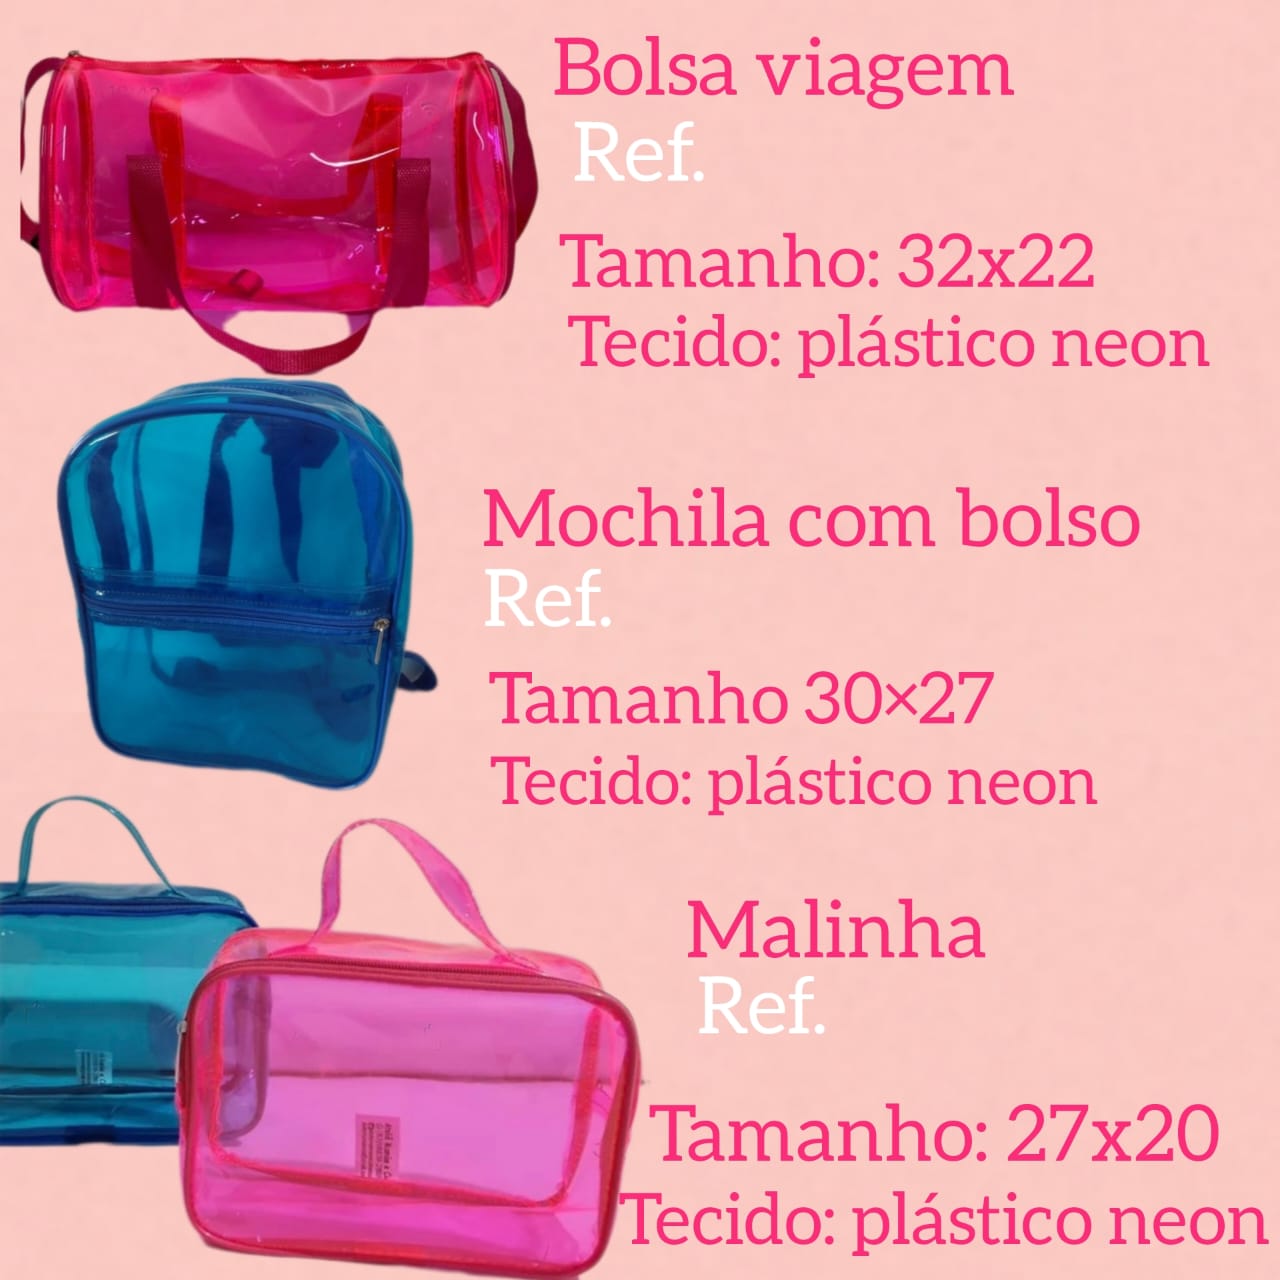 Bolsa viagem
Ref.
Tamanho: 32x22
Tecido: plástico neon
Mochila com bolso
Ref.
Tamanho 30×27
Tecido: plástico neon
Malinha
Ref.
Tamanho: 27x20
Tecido: plástico neon